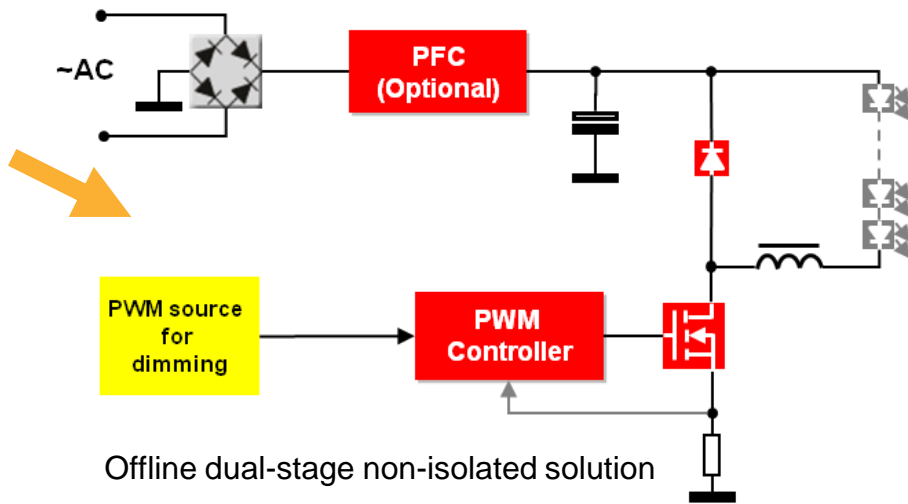 ~AC
PFC
(Optional)
PWM source
for
dimming
PWM
Controller
Offline dual-stage non-isolated solution